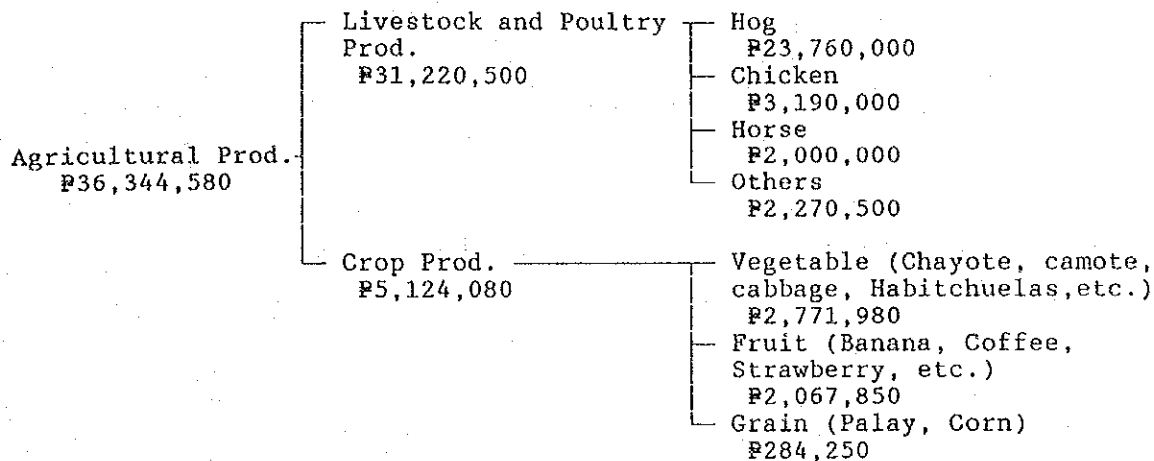 Livestock and Poultry
Prod.
₱31,220,500
Hog
₱23,760,000
Chicken
₱3,190,000
Horse
₱2,000,000
Others
₱2,270,500
Agricultural Prod.
₱36,344,580
Crop Prod.
₱5,124,080
Vegetable (Chayote, camote,
cabbage, Habitchuelas,etc.)
₱2,771,980
Fruit (Banana, Coffee,
Strawberry, etc.)
₱2,067,850
Grain (Palay, Corn)
₱284,250